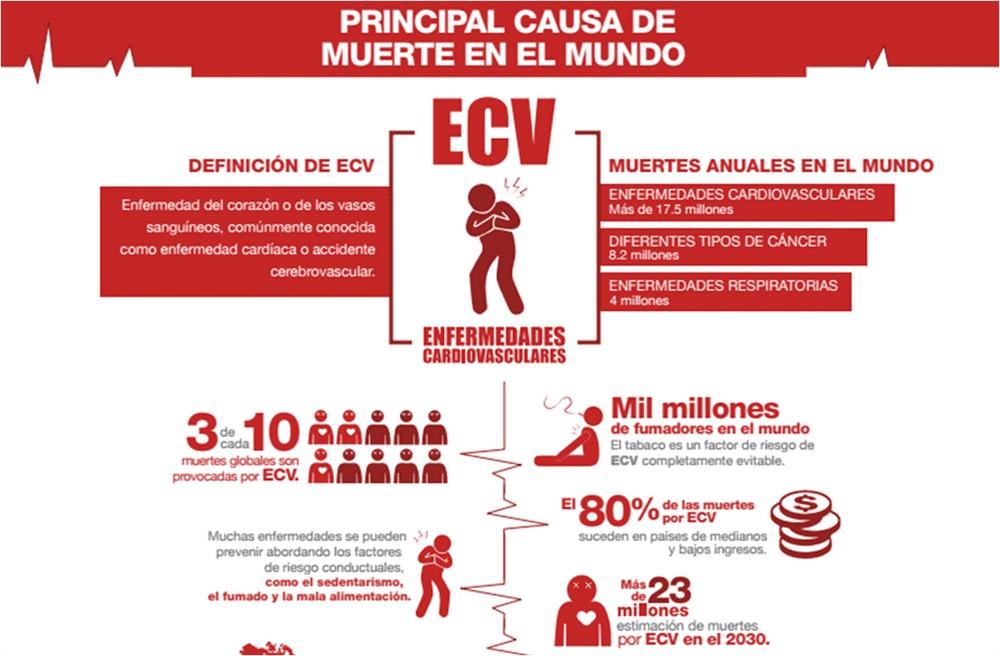 PRINCIPAL CAUSA DE
MUERTE EN EL MUNDO
ECV
ENFERMEDADES
CARDIOVASCULARES
DEFINICIÓN DE ECV
Enfermedad del corazón o de los vasos
sanguíneos, comúnmente conocida
como enfermedad cardíaca o accidente
cerebrovascular.
MUERTES ANUALES EN EL MUNDO
ENFERMEDADES CARDIOVASCULARES
Más de 17.5 millones
DIFERENTES TIPOS DE CÁNCER
8.2 millones
ENFERMEDADES RESPIRATORIAS
4 millones
3 de cada 10
muertes globales son
provocadas por ECV.
Mil millones
de fumadores en el mundo
El tabaco es un factor de riesgo de
ECV completamente evitable.
El 80% de las muertes
por ECV
suceden en países de medianos
y bajos ingresos.
$
Muchas enfermedades se pueden
prevenir abordando los factores
de riesgo conductuales,
como el sedentarismo,
el fumado y la mala alimentación.
Más de 23
millones
estimación de muertes
por ECV en el 2030.